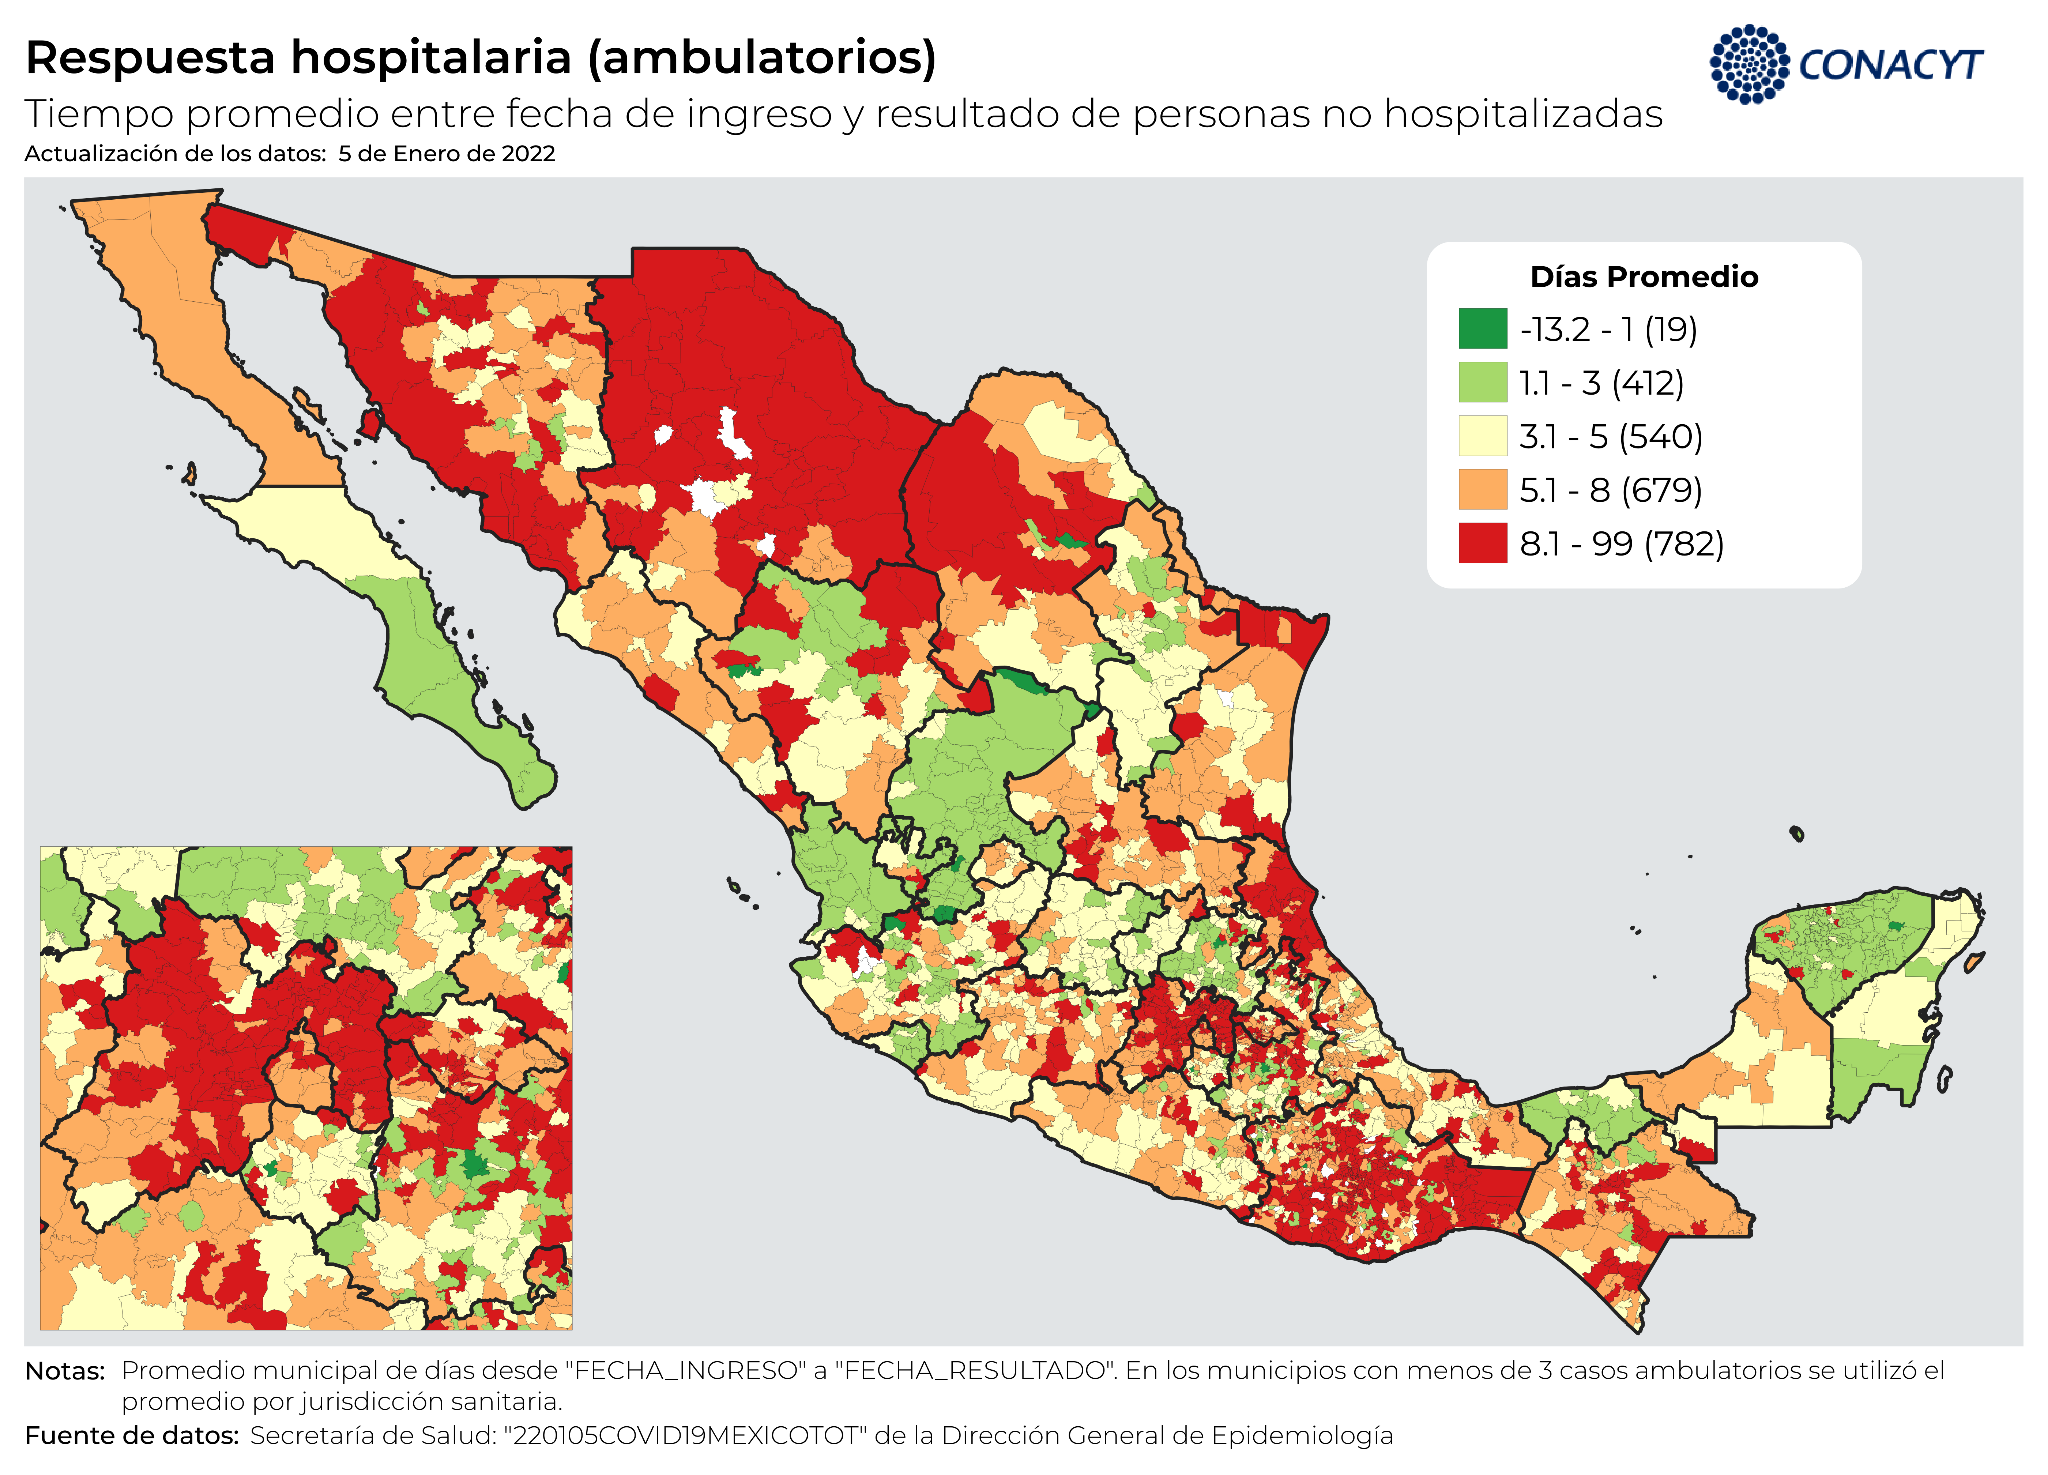 Respuesta hospitalaria (ambulatorios)
CONACYT
Tiempo promedio entre fecha de ingreso y resultado de personas no hospitalizadas
Actualización de los datos: 5 de Enero de 2022
Días Promedio
-13.2 - 1 (19)
1.1 - 3 (412)
3.1 - 5 (540)
5.1 - 8 (679)
8.1 - 99 (782)
Notas: Promedio municipal de días desde "FECHA_INGRESO" a "FECHA_RESULTADO". En los municipios con menos de 3 casos ambulatorios se utilizó el
promedio por jurisdicción sanitaria.
Fuente de datos: Secretaría de Salud: "220105COVID19MEXICOTOT" de la Dirección General de Epidemiología